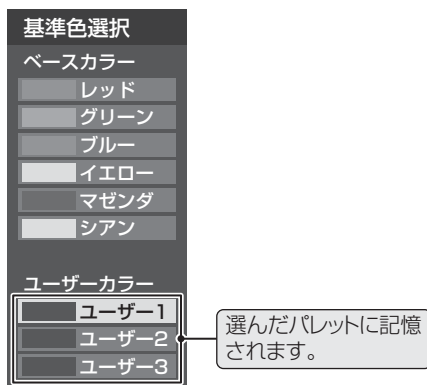 基準色選択
ベースカラー
レッド
グリーン
ブルー
イエロー
マゼンダ
シアン
ユーザーカラー
ユーザー1
ユーザー2
ユーザー3
選んだパレットに記憶
されます。